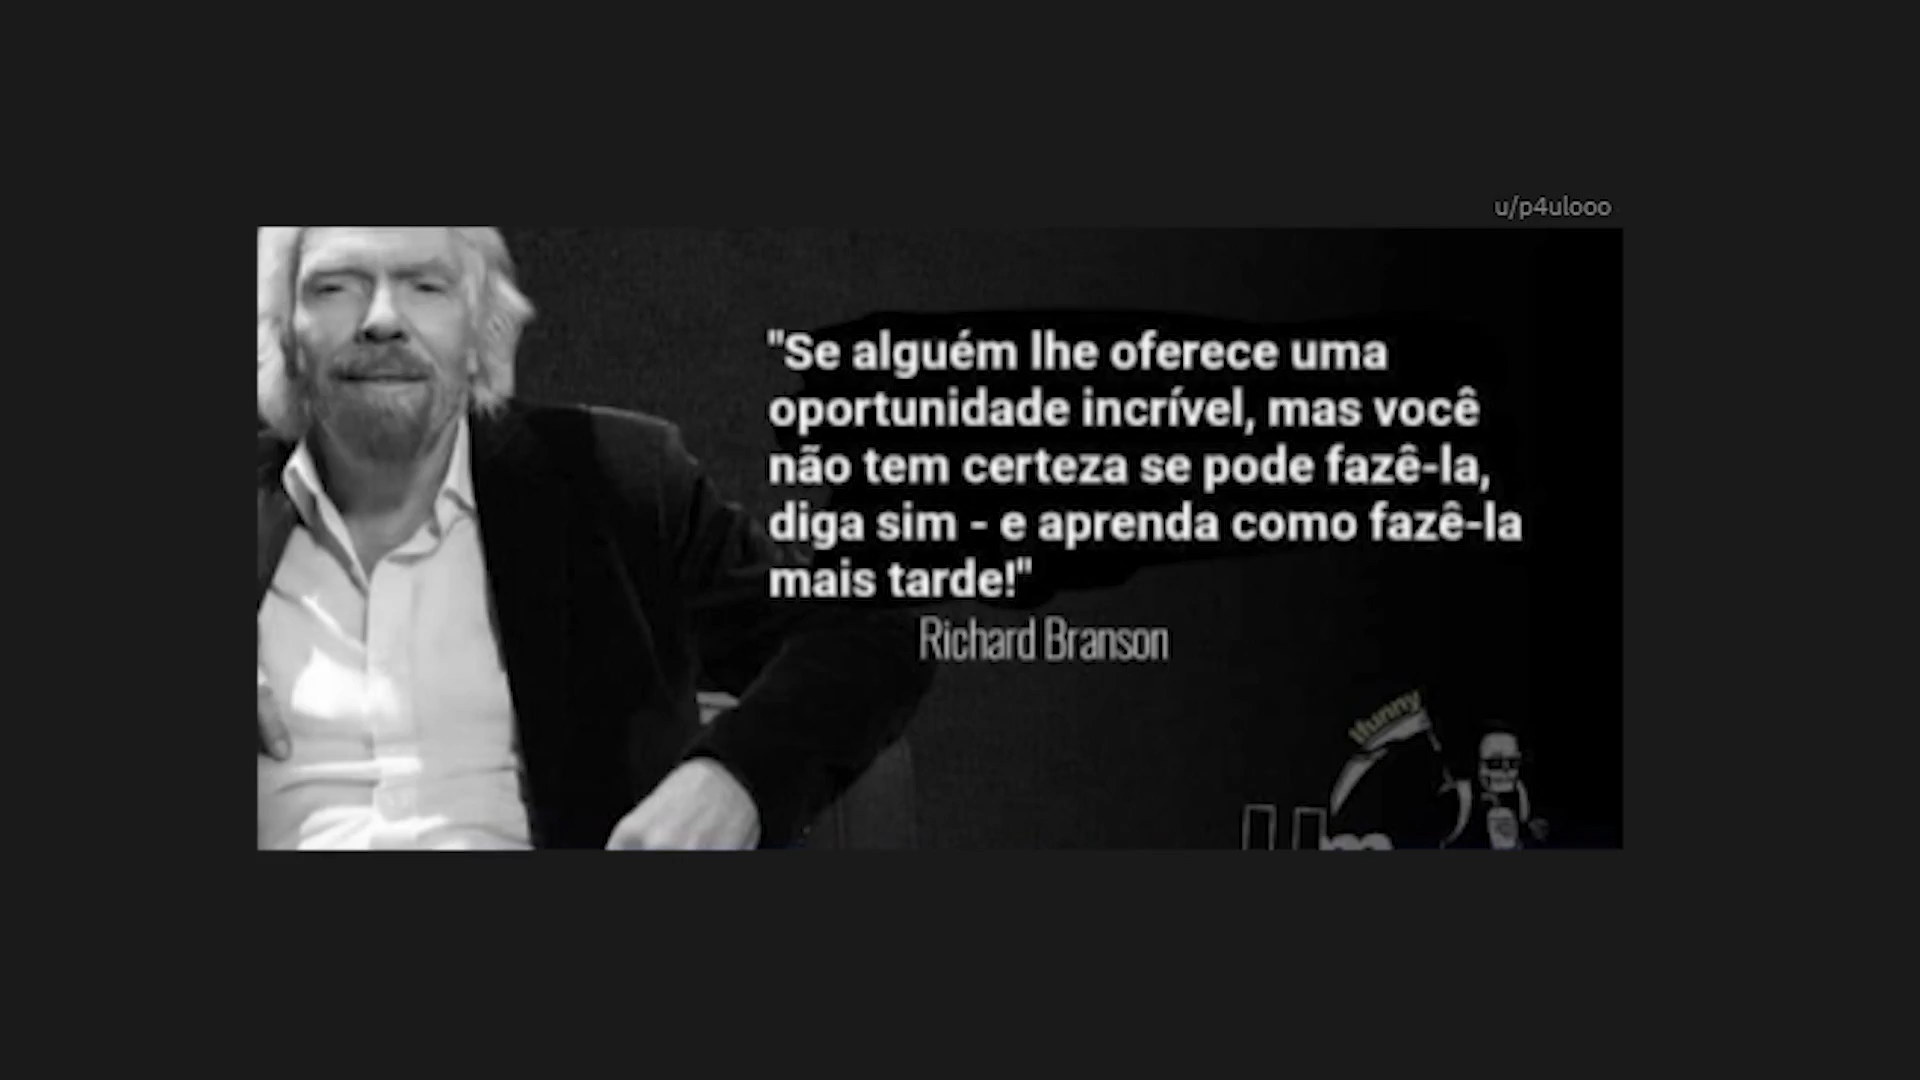 u/p4ulooo
"Se alguém lhe oferece uma
oportunidade incrível, mas você
não tem certeza se pode fazê-la,
diga sim - e aprenda como fazê-la
mais tarde!"
Richard Branson
ifunny